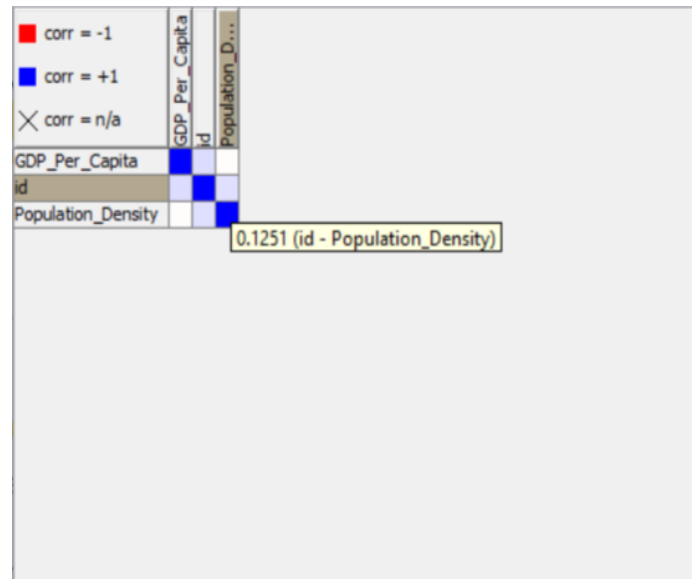 corr = -1
corr = +1
corr = n/a
GDP_Per_Capita
id
Population_D...
GDP_Per_Capita
id
Population_Density
0.1251 (id - Population_Density)